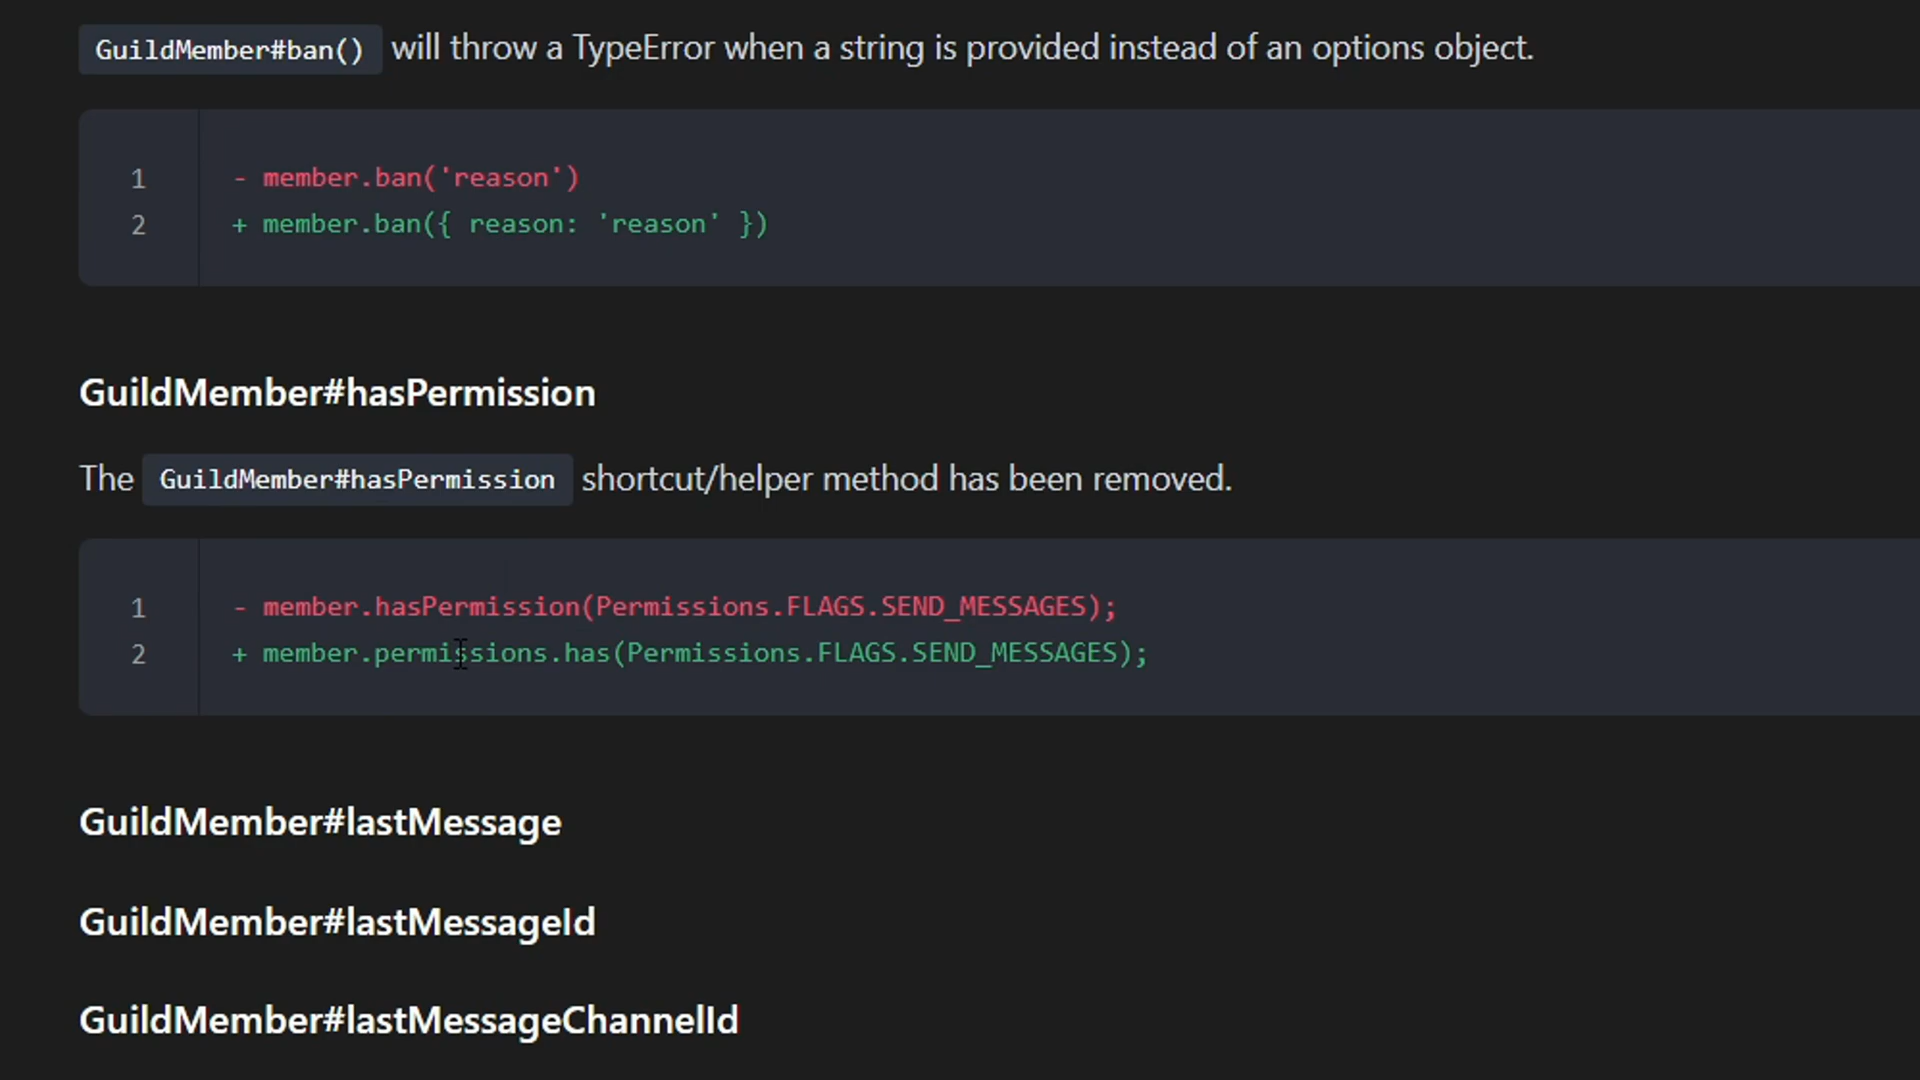 GuildMember#ban() will throw a TypeError when a string is provided instead of an options object.
1 - member.ban('reason')
2 + member.ban({ reason: 'reason' })
GuildMember#hasPermission
The GuildMember#hasPermission shortcut/helper method has been removed.
1 - member.hasPermission(Permissions.FLAGS.SEND_MESSAGES);
2 + member.permissions.has(Permissions.FLAGS.SEND_MESSAGES);
GuildMember#lastMessage
GuildMember#lastMessageId
GuildMember#lastMessageChannelId